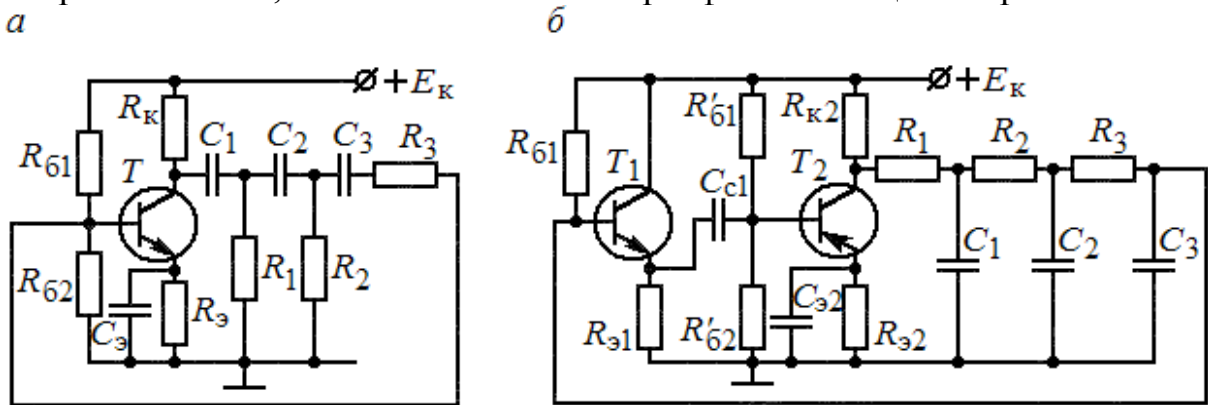 а
б
+ Eк
Rк
C1
C2
C3
R3
Rб1
T
Rб2
Cэ
Rэ
R1
R2
+ Eк
R′б1
Rк2
Rб1
T1
Cс1
T2
R1
R2
R3
C1
C2
C3
Rэ1
R′б2
Cэ2
Rэ2